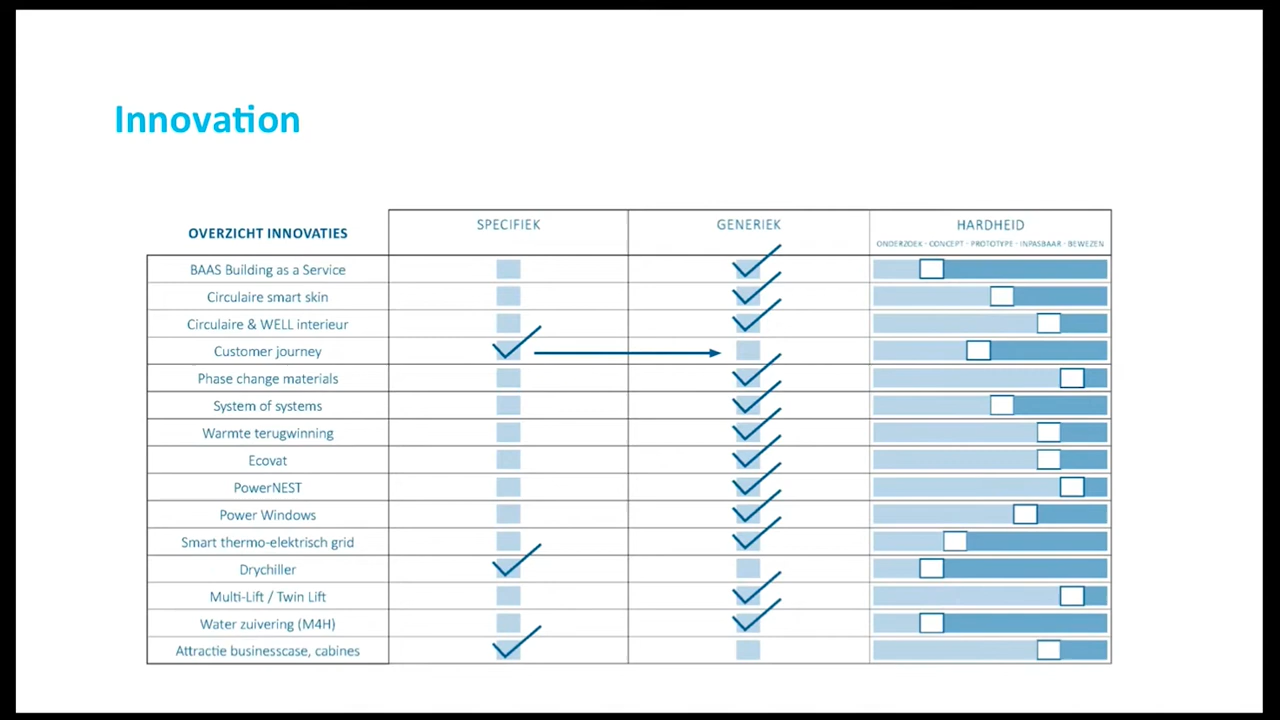 Innovation
OVERZICHT INNOVATIES
SPECIFIEK
GENERIEK
HARDHEID
ONDERZOEK - CONCEPT - PROTOTYPE - INPASBAAR - BEWEZEN
BAAS Building as a Service
Circulaire smart skin
Circulaire & WELL interieur
Customer journey
Phase change materials
System of systems
Warmte terugwinning
Ecovat
PowerNEST
Power Windows
Smart thermo-elektrisch grid
Drychiller
Multi-Lift / Twin Lift
Water zuivering (M4H)
Attractie businesscase, cabines